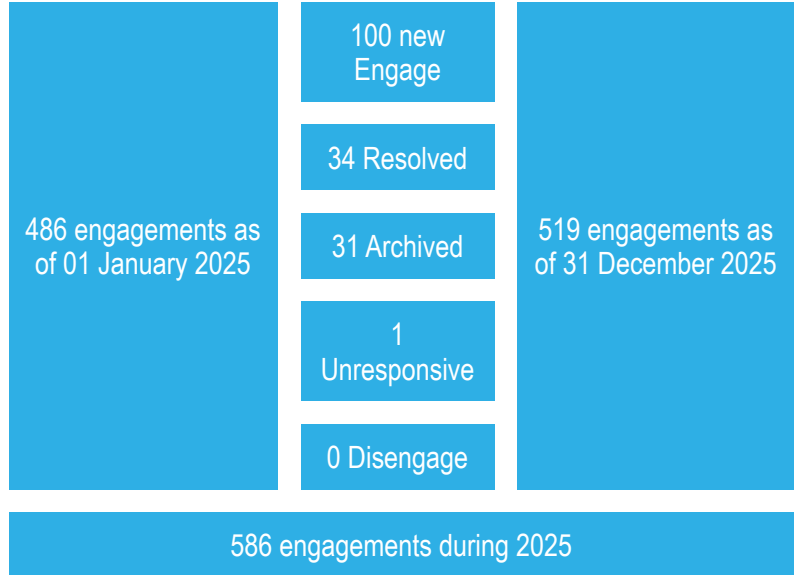 486 engagements as
of 01 January 2025
100 new
Engage
34 Resolved
31 Archived
1
Unresponsive
0 Disengage
519 engagements as
of 31 December 2025
586 engagements during 2025